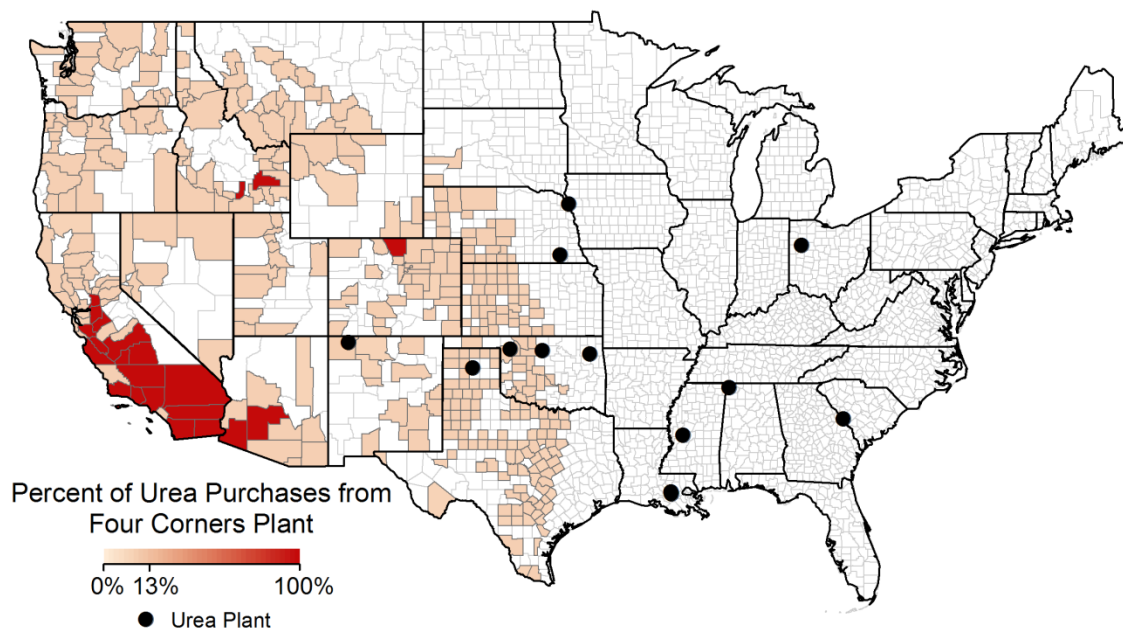 Percent of Urea Purchases from
Four Corners Plant
0% 13% 100%
Urea Plant